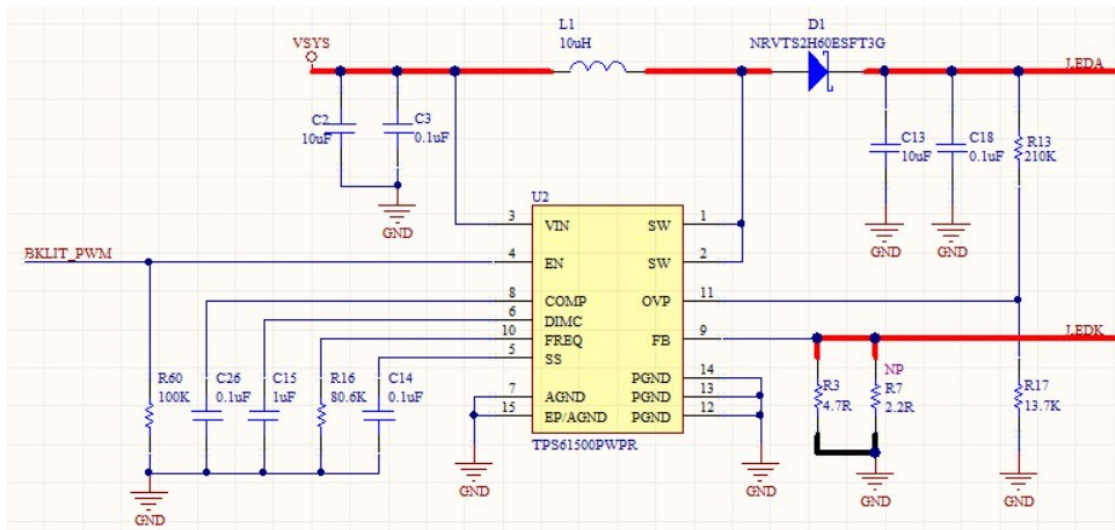 L1
10uH
D1
NRVTS2H60ESFT3G
VSYS
LEDA
C2
10uF
C3
0.1uF
C13
10uF
C18
0.1uF
R13
210K
GND
GND
GND
U2
3 VIN SW 1
BKLIT_PWM
4 EN SW 2
8 COMP OVP 11
6 DIMC
10 FREQ FB 9
LEDK
5 SS
PGND 14
7 AGND PGND 13
15 EP/AGND PGND 12
TPS61500PWPR
R60
100K
C26
0.1uF
C15
1uF
R16
80.6K
C14
0.1uF
NP
R3
4.7R
R7
2.2R
R17
13.7K
GND
GND
GND
GND
GND